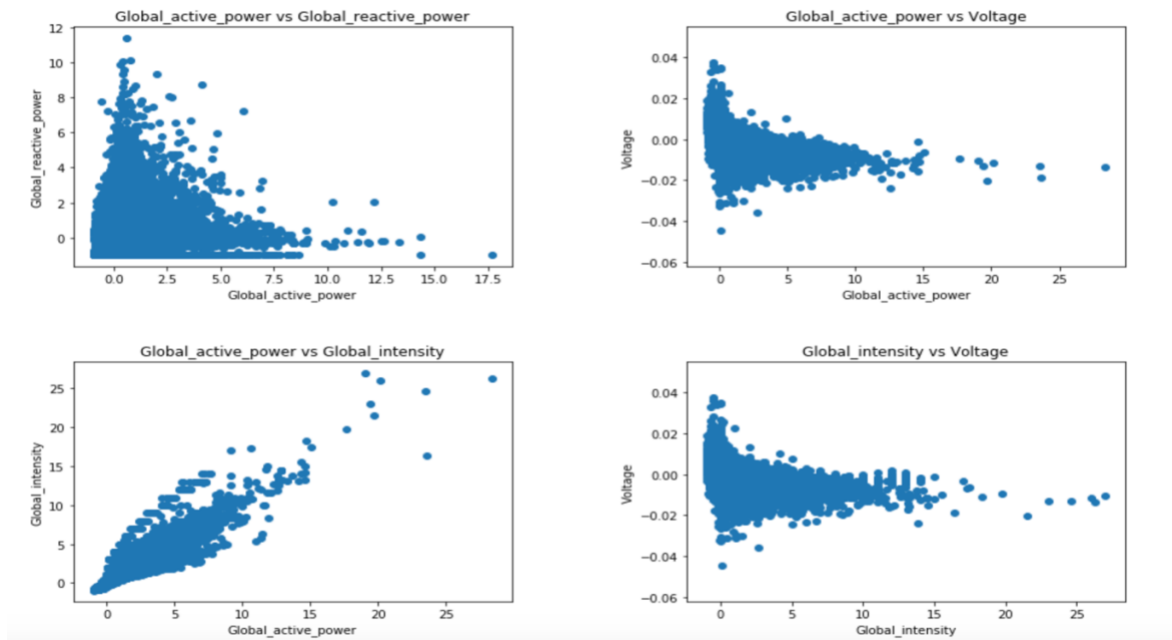 Global_active_power vs Global_reactive_power
12
10
8
6
4
2
0
Global_reactive_power
0.0 2.5 5.0 7.5 10.0 12.5 15.0 17.5
Global_active_power
Global_active_power vs Voltage
0.04
0.02
0.00
−0.02
−0.04
−0.06
Voltage
0 5 10 15 20 25
Global_active_power
Global_active_power vs Global_intensity
25
20
15
10
5
0
Global_intensity
0 5 10 15 20 25
Global_active_power
Global_intensity vs Voltage
0.04
0.02
0.00
−0.02
−0.04
−0.06
Voltage
0 5 10 15 20 25
Global_intensity